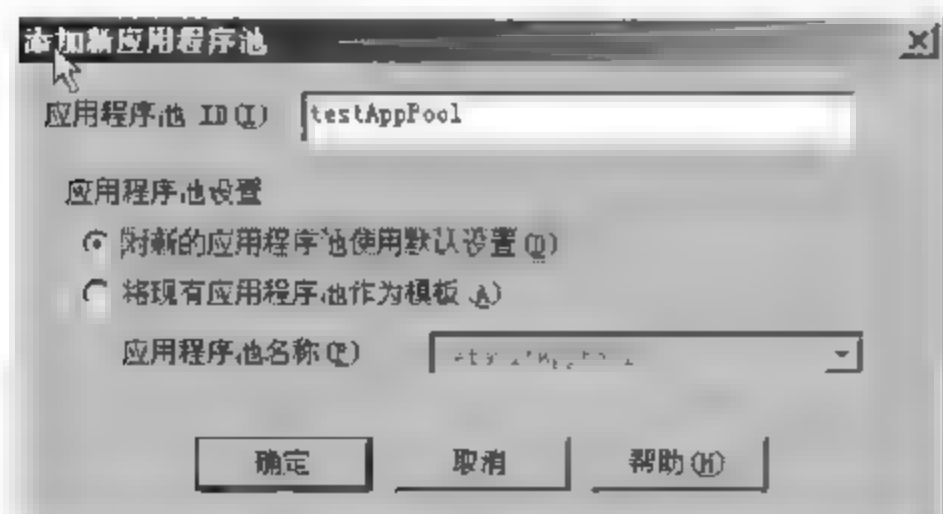 添加新应用程序池
应用程序池 ID(I) testAppPool
应用程序池设置
对新的应用程序池使用默认设置(D)
将现有应用程序池作为模板(A)
应用程序池名称(P)
确定 取消 帮助(H)